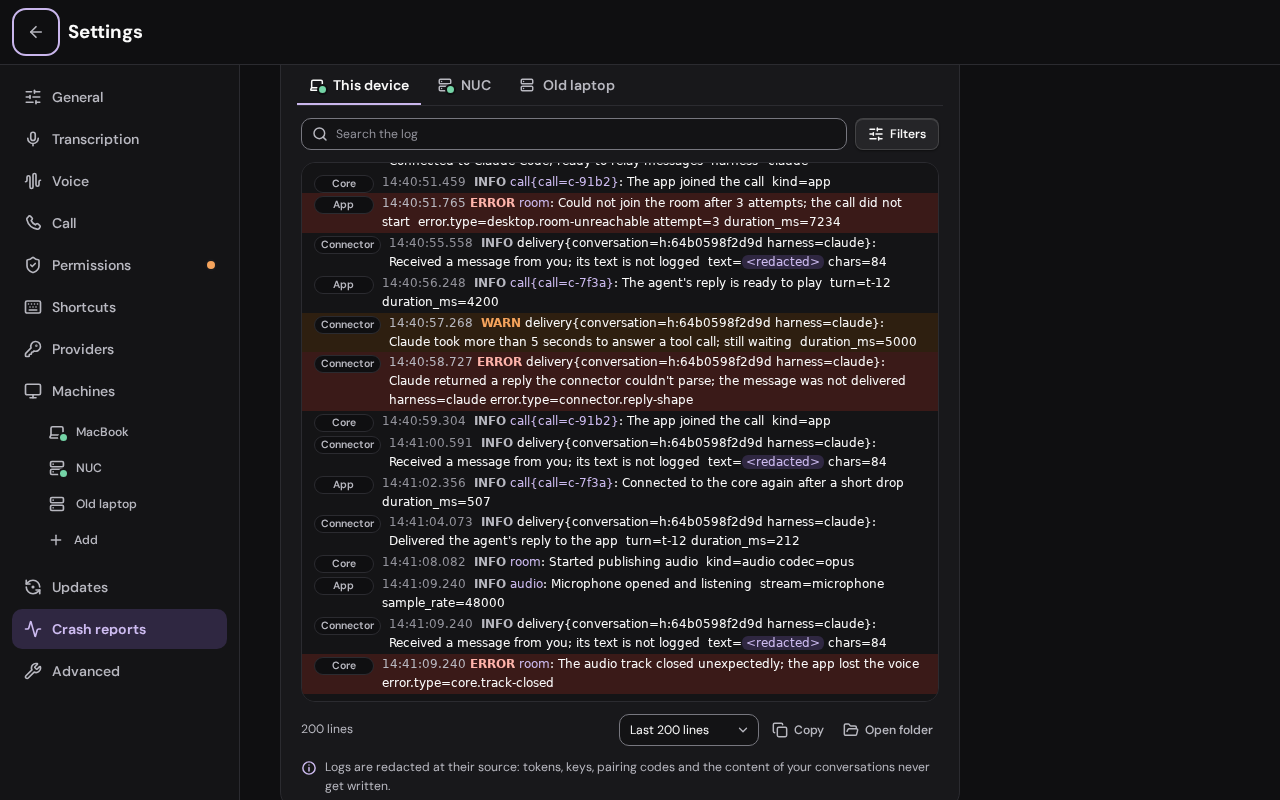 Settings
General
Transcription
Voice
Call
Permissions
Shortcuts
Providers
Machines
MacBook
NUC
Old laptop
Add
Updates
Crash reports
Advanced
This device
NUC
Old laptop
Search the log
Filters
Connected to Claude Code, ready to relay messages harness=claude
Core 14:40:51.459 INFO call{call=c-91b2}: The app joined the call kind=app
App 14:40:51.765 ERROR room: Could not join the room after 3 attempts; the call did not
start error.type=desktop.room-unreachable attempt=3 duration_ms=7234
Connector 14:40:55.558 INFO delivery{conversation=h:64b0598f2d9d harness=claude}:
Received a message from you; its text is not logged text=<redacted> chars=84
App 14:40:56.248 INFO call{call=c-7f3a}: The agent's reply is ready to play turn=t-12
duration_ms=4200
Connector 14:40:57.268 WARN delivery{conversation=h:64b0598f2d9d harness=claude}:
Claude took more than 5 seconds to answer a tool call; still waiting duration_ms=5000
Connector 14:40:58.727 ERROR delivery{conversation=h:64b0598f2d9d harness=claude}:
Claude returned a reply the connector couldn't parse; the message was not delivered
harness=claude error.type=connector.reply-shape
Core 14:40:59.304 INFO call{call=c-91b2}: The app joined the call kind=app
Connector 14:41:00.591 INFO delivery{conversation=h:64b0598f2d9d harness=claude}:
Received a message from you; its text is not logged text=<redacted> chars=84
App 14:41:02.356 INFO call{call=c-7f3a}: Connected to the core again after a short drop
duration_ms=507
Connector 14:41:04.073 INFO delivery{conversation=h:64b0598f2d9d harness=claude}:
Delivered the agent's reply to the app turn=t-12 duration_ms=212
Core 14:41:08.082 INFO room: Started publishing audio kind=audio codec=opus
App 14:41:09.240 INFO audio: Microphone opened and listening stream=microphone
sample_rate=48000
Connector 14:41:09.240 INFO delivery{conversation=h:64b0598f2d9d harness=claude}:
Received a message from you; its text is not logged text=<redacted> chars=84
Core 14:41:09.240 ERROR room: The audio track closed unexpectedly; the app lost the voice
error.type=core.track-closed
200 lines
Last 200 lines
Copy
Open folder
Logs are redacted at their source: tokens, keys, pairing codes and the content of your conversations never
get written.